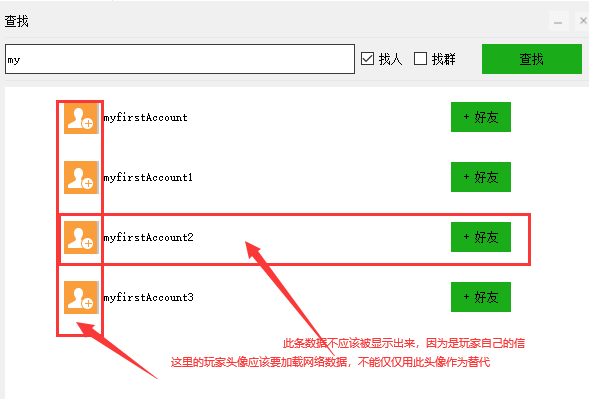 查找
my
找人
找群
查找
myfirstAccount
+ 好友
myfirstAccount1
+ 好友
myfirstAccount2
+ 好友
myfirstAccount3
+ 好友
此条数据不应该被显示出来，因为是玩家自己的信
这里的玩家头像应该要加载网络数据，不能仅仅用此头像作为替代